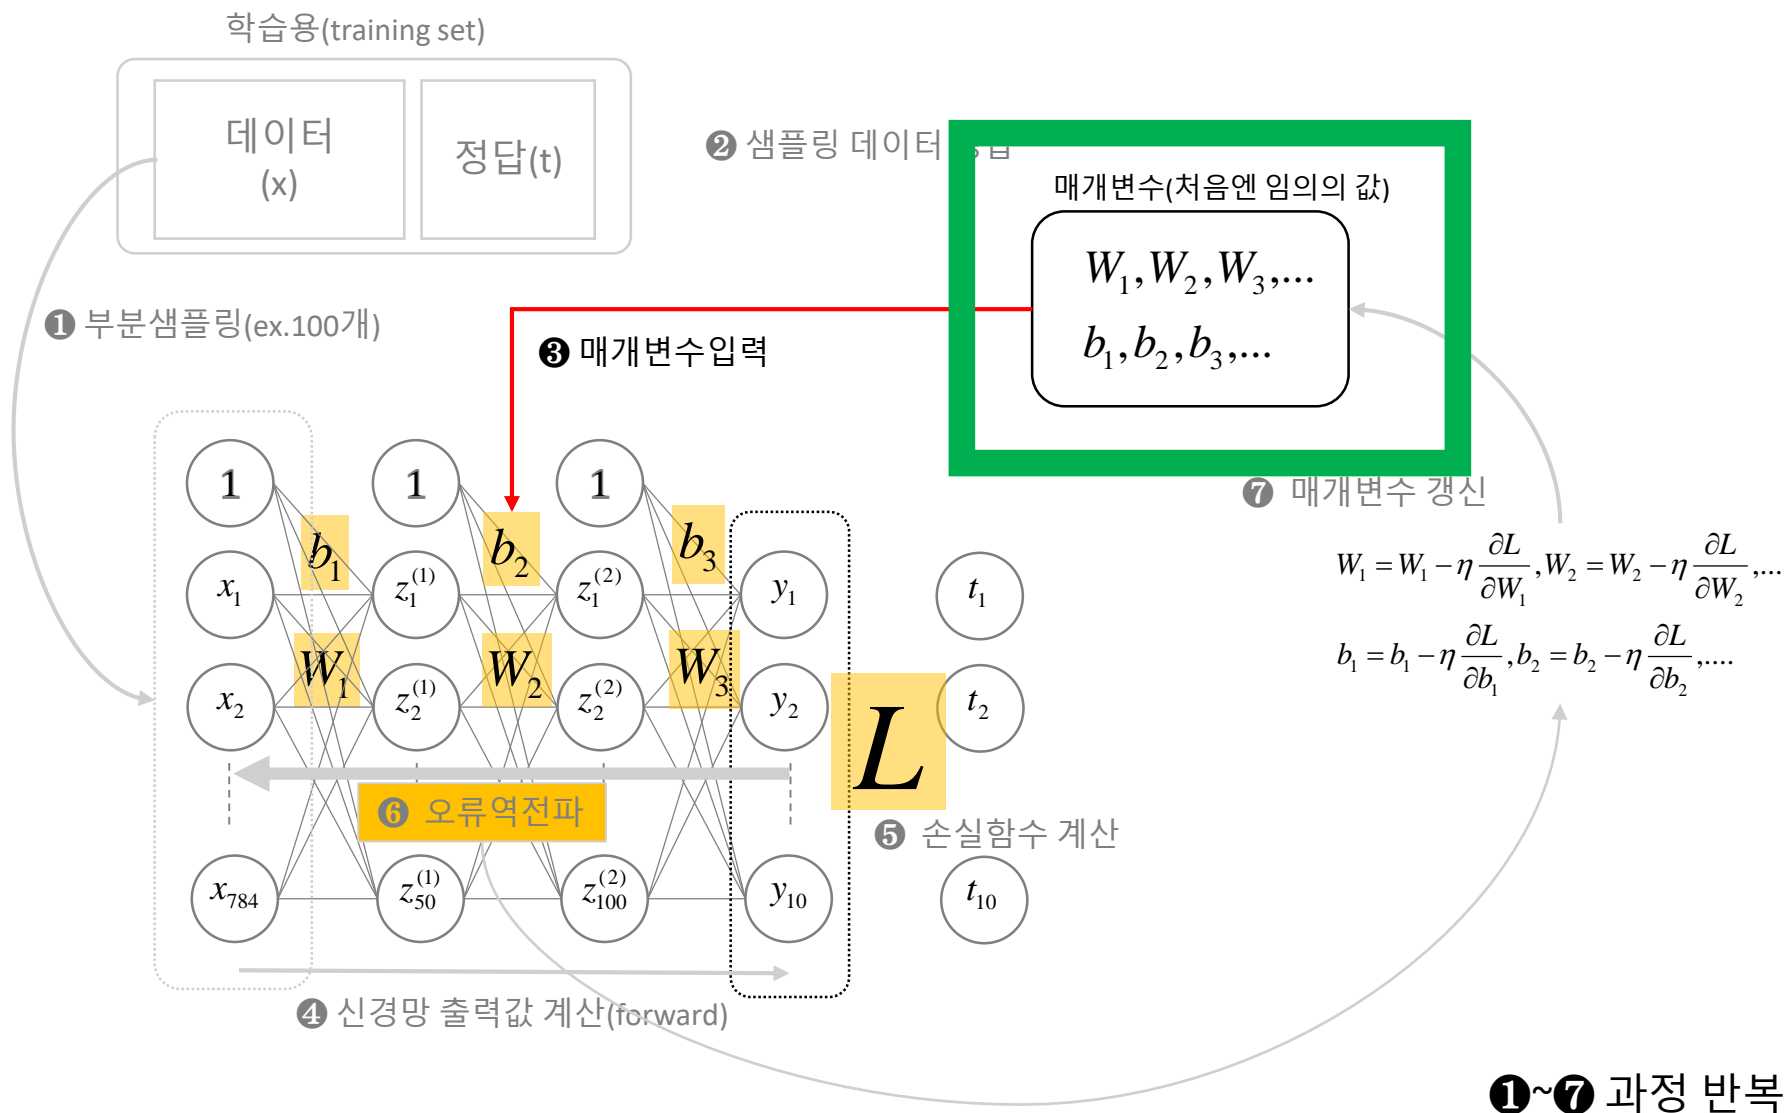 학습용(training set)
데이터
(x)
정답(t)
❷ 샘플링 데이터
매개변수(처음엔 임의의 값)
W₁,W₂,W₃,...
b₁,b₂,b₃,...
❶ 부분샘플링(ex.100개)
❸ 매개변수입력
❼ 매개변수 갱신
W₁ = W₁ − η ∂L/∂W₁, W₂ = W₂ − η ∂L/∂W₂,...
b₁ = b₁ − η ∂L/∂b₁, b₂ = b₂ − η ∂L/∂b₂,....
1 1 1
b₁ b₂ b₃
x₁ z₁⁽¹⁾ z₁⁽²⁾ y₁ t₁
W₁ W₂ W₃
x₂ z₂⁽¹⁾ z₂⁽²⁾ y₂ t₂
L
❻ 오류역전파
❺ 손실함수 계산
x₇₈₄ z₅₀⁽¹⁾ z₁₀₀⁽²⁾ y₁₀ t₁₀
❹ 신경망 출력값 계산(forward)
❶~❼ 과정 반복